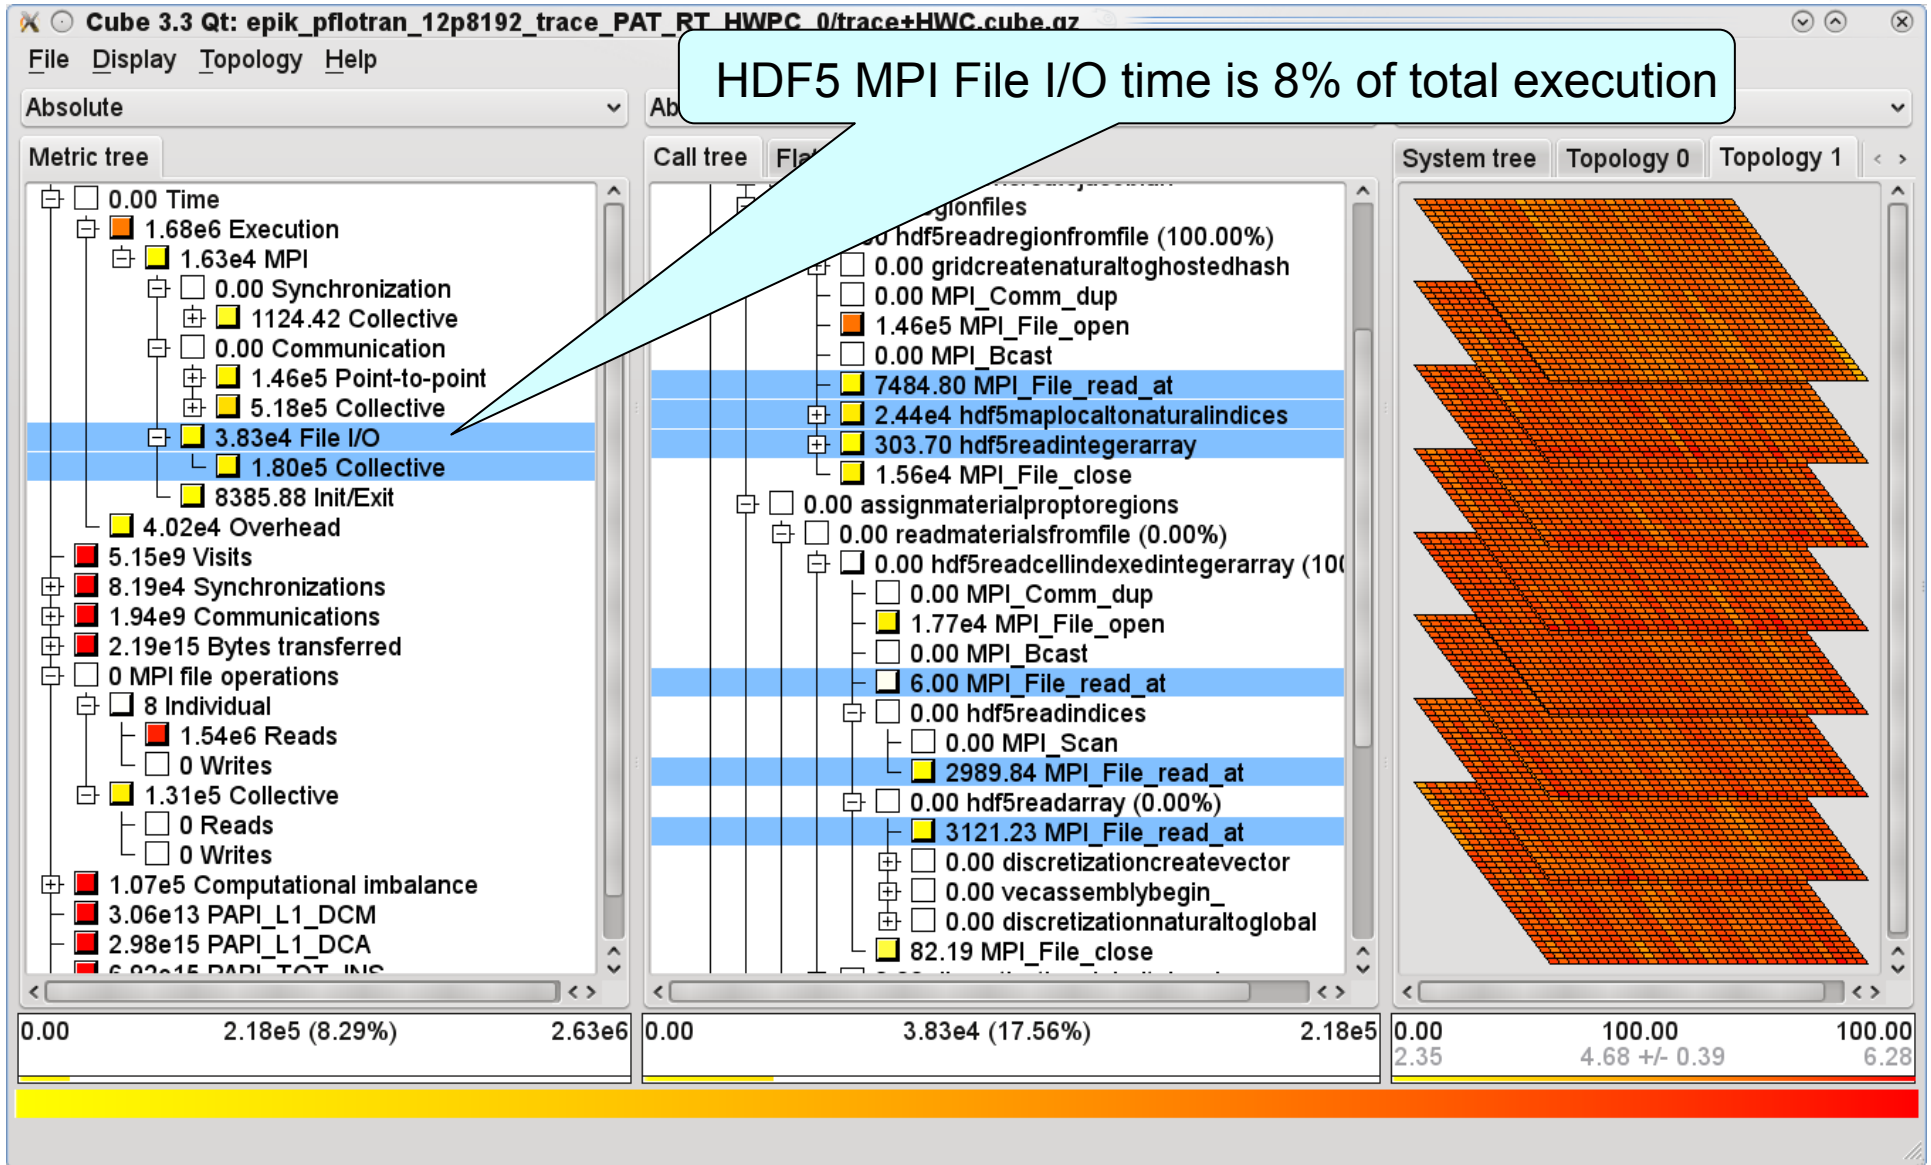 Cube 3.3 Qt: epik_pflotran_12p8192_trace_PAT_RT_HWPC_0/trace+HWC.cube.gz
File Display Topology Help
HDF5 MPI File I/O time is 8% of total execution
Absolute
Metric tree
0.00 Time
1.68e6 Execution
1.63e4 MPI
0.00 Synchronization
1124.42 Collective
0.00 Communication
1.46e5 Point-to-point
5.18e5 Collective
3.83e4 File I/O
1.80e5 Collective
8385.88 Init/Exit
4.02e4 Overhead
5.15e9 Visits
8.19e4 Synchronizations
1.94e9 Communications
2.19e15 Bytes transferred
0 MPI file operations
8 Individual
1.54e6 Reads
0 Writes
1.31e5 Collective
0 Reads
0 Writes
1.07e5 Computational imbalance
3.06e13 PAPI_L1_DCM
2.98e15 PAPI_L1_DCA
6.92e15 PAPI_TOT_INS
0.00 2.18e5 (8.29%) 2.63e6
Ab
Call tree Fla
gionfiles
0 hdf5readregionfromfile (100.00%)
0.00 gridcreatenaturaltoghostedhash
0.00 MPI_Comm_dup
1.46e5 MPI_File_open
0.00 MPI_Bcast
7484.80 MPI_File_read_at
2.44e4 hdf5maplocaltonaturalindices
303.70 hdf5readintegerarray
1.56e4 MPI_File_close
0.00 assignmaterialproptoregions
0.00 readmaterialsfromfile (0.00%)
0.00 hdf5readcellindexedintegerarray (100
0.00 MPI_Comm_dup
1.77e4 MPI_File_open
0.00 MPI_Bcast
6.00 MPI_File_read_at
0.00 hdf5readindices
0.00 MPI_Scan
2989.84 MPI_File_read_at
0.00 hdf5readarray (0.00%)
3121.23 MPI_File_read_at
0.00 discretizationcreatevector
0.00 vecassemblybegin_
0.00 discretizationnaturaltoglobal
82.19 MPI_File_close
0.00 3.83e4 (17.56%) 2.18e5
System tree Topology 0 Topology 1
0.00 100.00 100.00
2.35 4.68 +/- 0.39 6.28